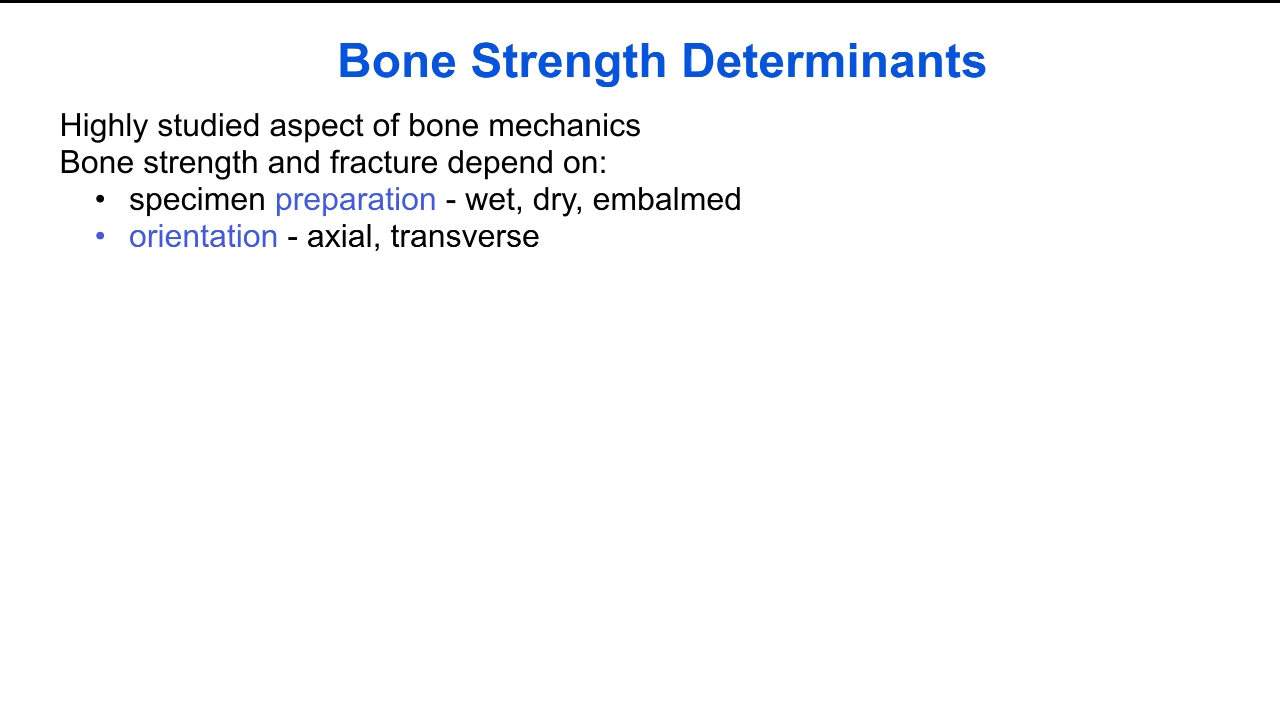 Bone Strength Determinants
Highly studied aspect of bone mechanics
Bone strength and fracture depend on:
• specimen preparation - wet, dry, embalmed
• orientation - axial, transverse